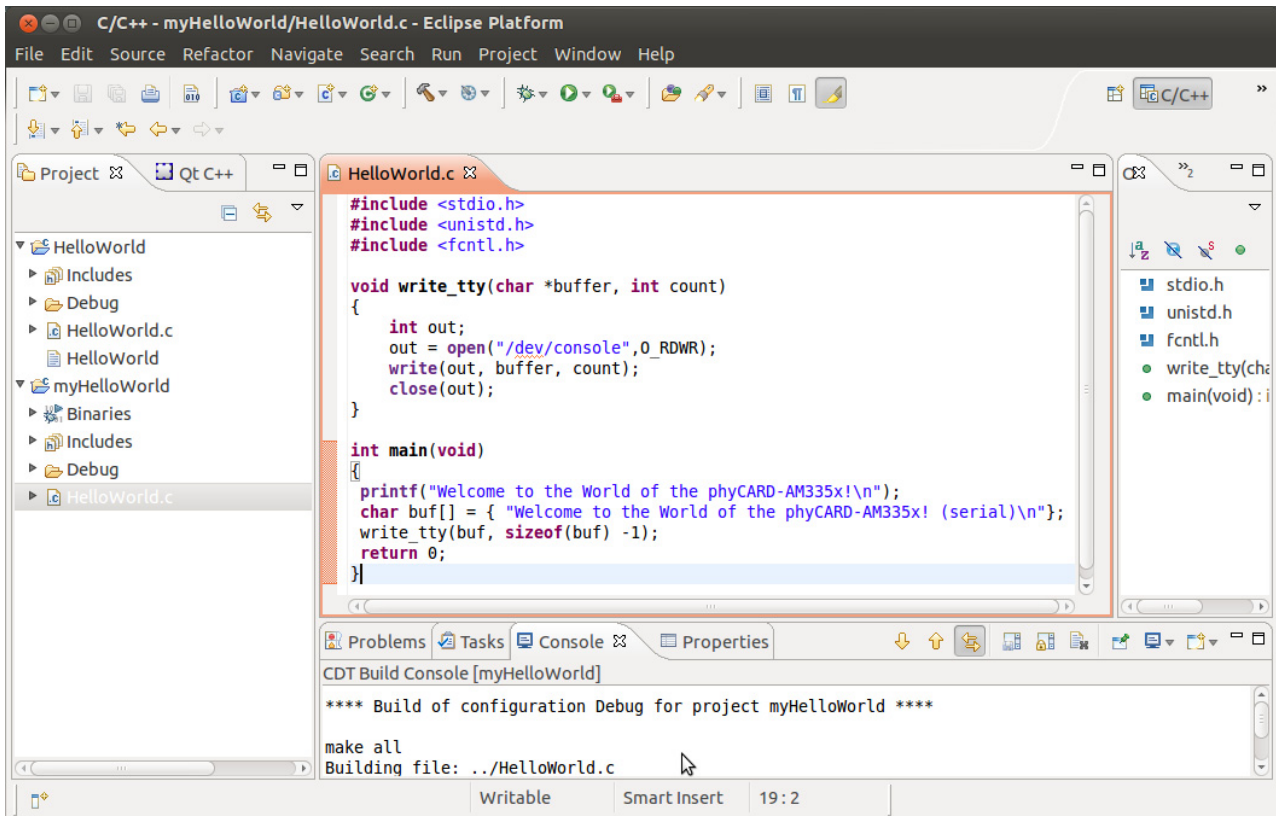 C/C++ - myHelloWorld/HelloWorld.c - Eclipse Platform
File Edit Source Refactor Navigate Search Run Project Window Help
010
C/C++ »
Project Qt C++
HelloWorld
Includes
Debug
HelloWorld.c
HelloWorld
myHelloWorld
Binaries
Includes
Debug
HelloWorld.c
HelloWorld.c
#include <stdio.h>
#include <unistd.h>
#include <fcntl.h>
void write_tty(char *buffer, int count)
{
int out;
out = open("/dev/console",O_RDWR);
write(out, buffer, count);
close(out);
}
int main(void)
{
printf("Welcome to the World of the phyCARD-AM335x!\n");
char buf[] = { "Welcome to the World of the phyCARD-AM335x! (serial)\n"};
write_tty(buf, sizeof(buf) -1);
return 0;
}
»2
stdio.h
unistd.h
fcntl.h
write_tty(cha
main(void) : i
Problems Tasks Console Properties
CDT Build Console [myHelloWorld]
**** Build of configuration Debug for project myHelloWorld ****
make all
Building file: ../HelloWorld.c
Writable Smart Insert 19 : 2